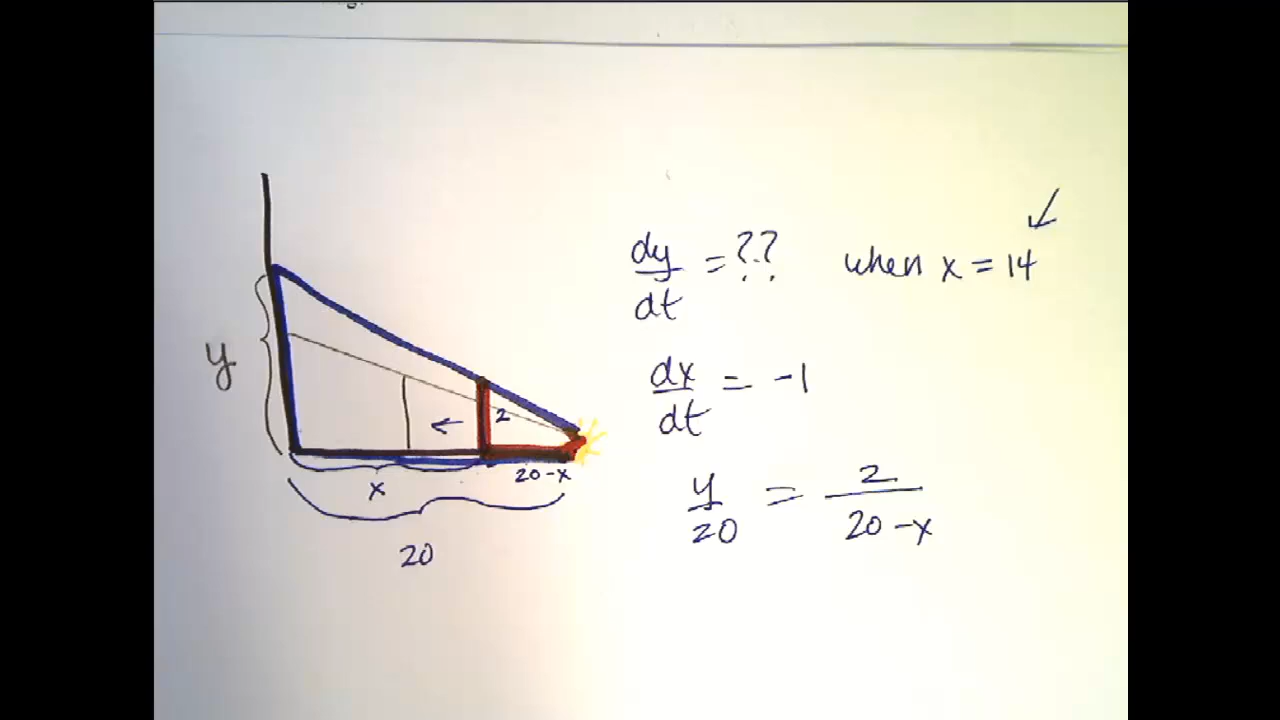 dy/dt = ?? when x = 14
dx/dt = -1
y/20 = 2/(20-x)
y
2
x
20-x
20